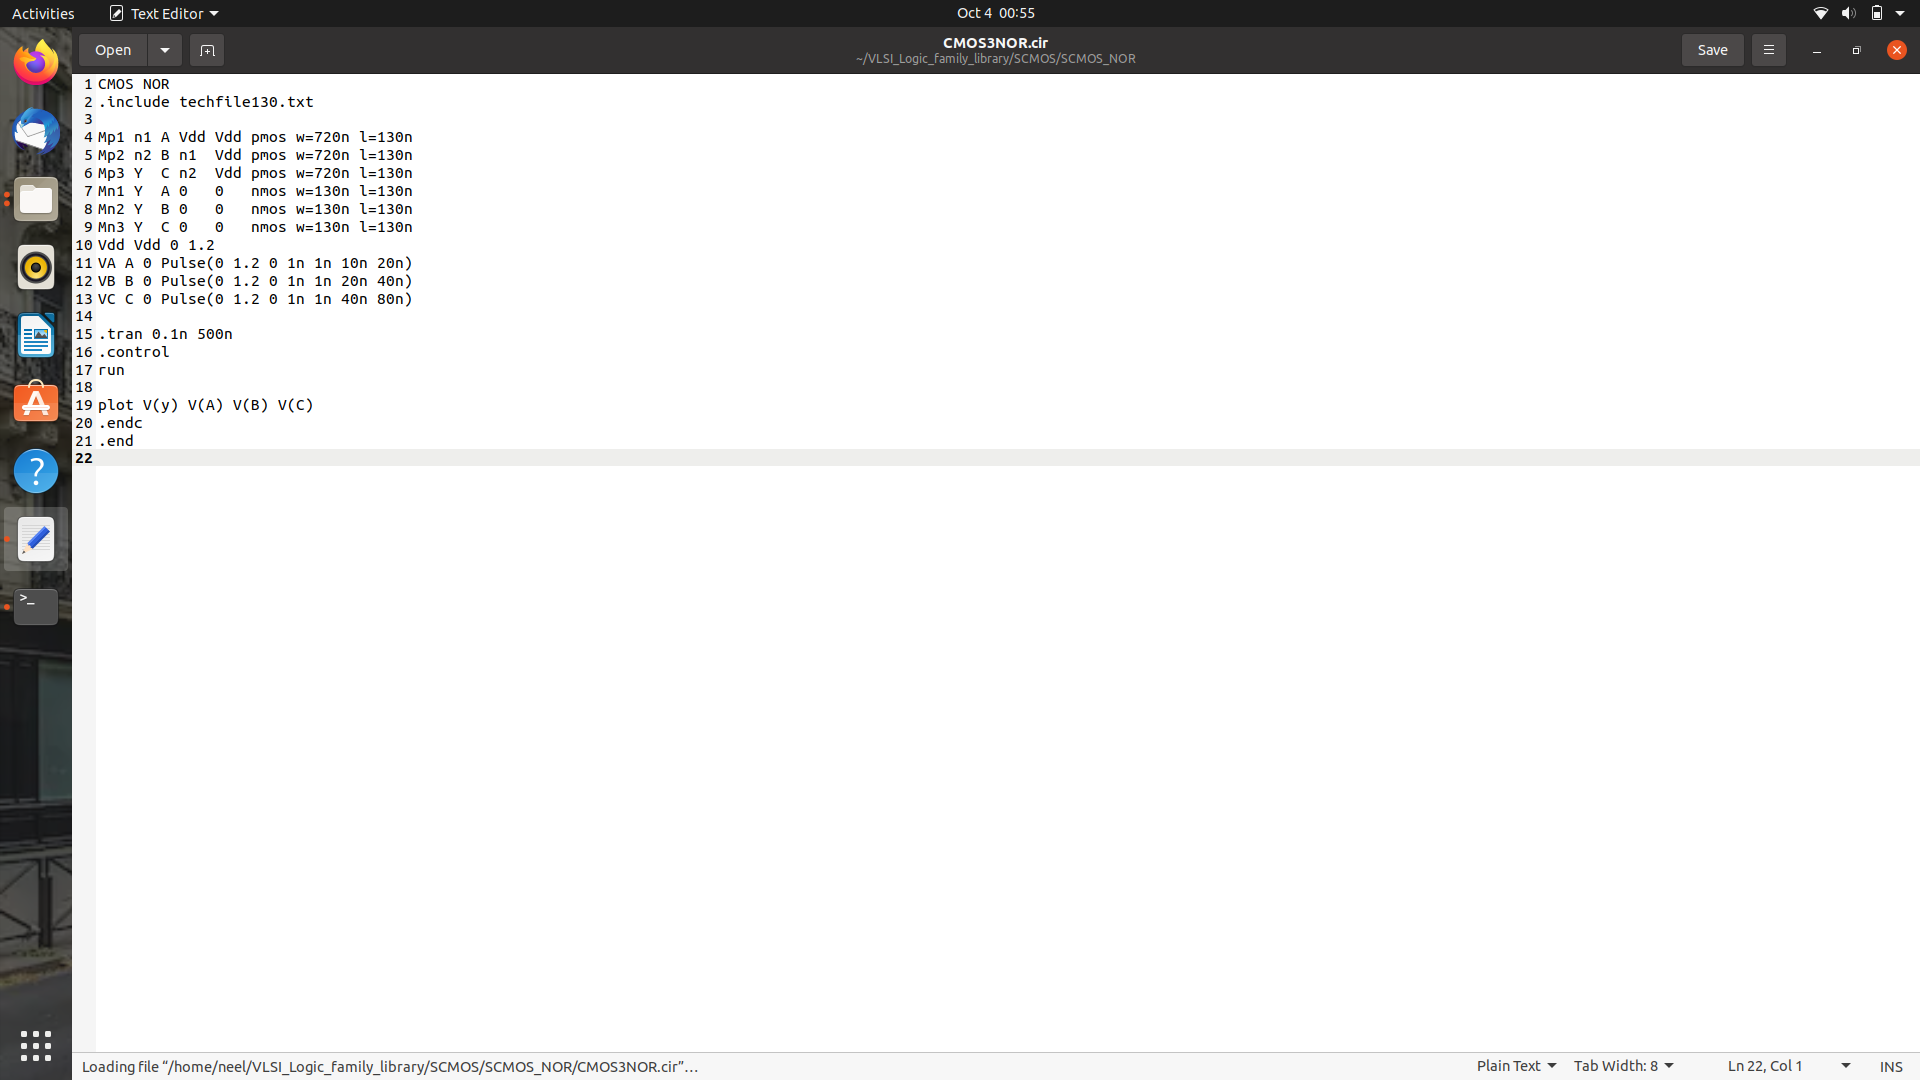 Activities
Text Editor
Oct 4 00:55
Open
CMOS3NOR.cir
~/VLSI_Logic_family_library/SCMOS/SCMOS_NOR
Save
1 CMOS NOR
2 .include techfile130.txt
3
4 Mp1 n1 A Vdd Vdd pmos w=720n l=130n
5 Mp2 n2 B n1  Vdd pmos w=720n l=130n
6 Mp3 Y  C n2  Vdd pmos w=720n l=130n
7 Mn1 Y  A 0   0   nmos w=130n l=130n
8 Mn2 Y  B 0   0   nmos w=130n l=130n
9 Mn3 Y  C 0   0   nmos w=130n l=130n
10 Vdd Vdd 0 1.2
11 VA A 0 Pulse(0 1.2 0 1n 1n 10n 20n)
12 VB B 0 Pulse(0 1.2 0 1n 1n 20n 40n)
13 VC C 0 Pulse(0 1.2 0 1n 1n 40n 80n)
14
15 .tran 0.1n 500n
16 .control
17 run
18
19 plot V(y) V(A) V(B) V(C)
20 .endc
21 .end
22
Loading file “/home/neel/VLSI_Logic_family_library/SCMOS/SCMOS_NOR/CMOS3NOR.cir”…
Plain Text
Tab Width: 8
Ln 22, Col 1
INS